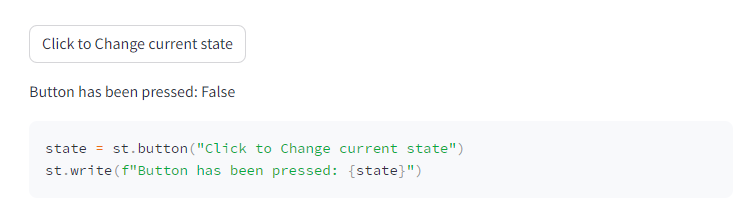 Click to Change current state
Button has been pressed: False
state = st.button("Click to Change current state")
st.write(f"Button has been pressed: {state}")